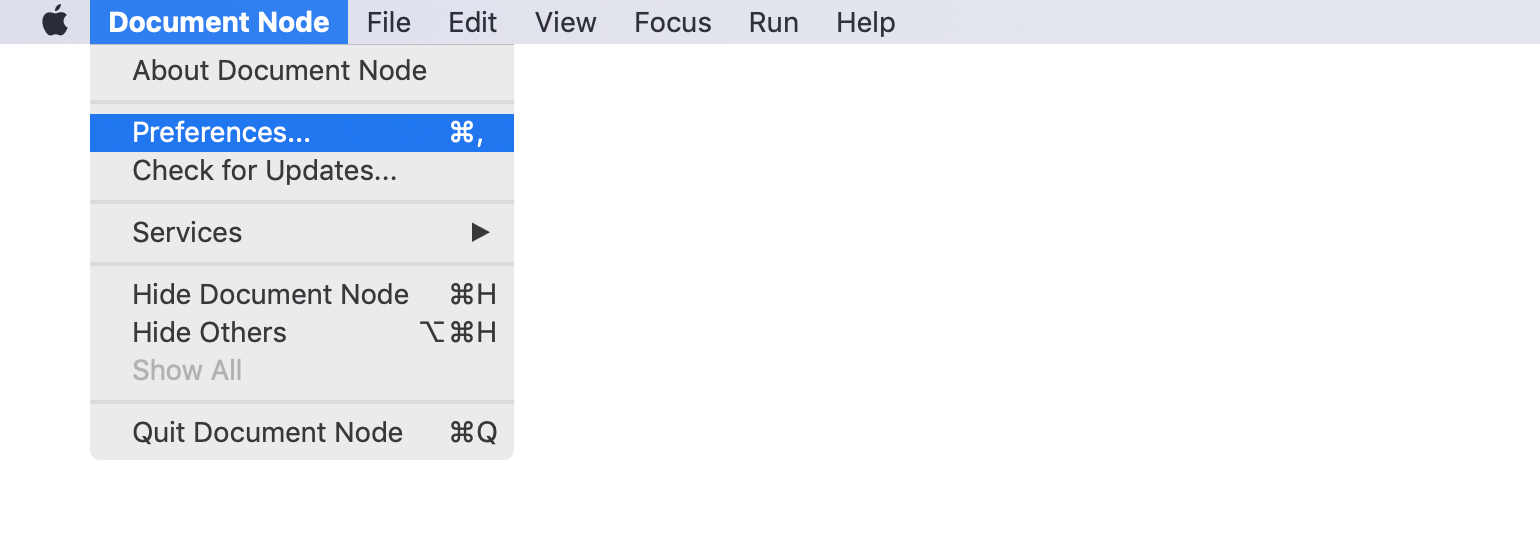 Document Node File Edit View Focus Run Help
About Document Node
Preferences... ⌘,
Check for Updates...
Services ▶
Hide Document Node ⌘H
Hide Others ⌥⌘H
Show All
Quit Document Node ⌘Q